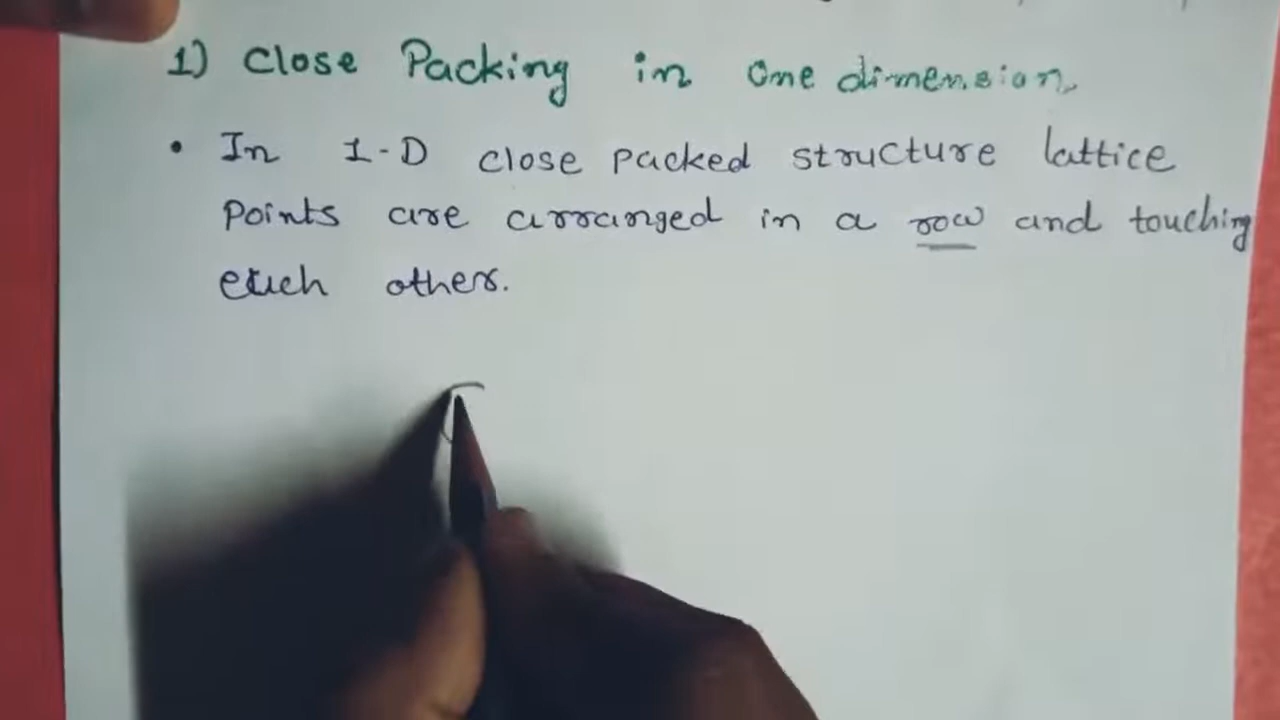 1) Close Packing in One dimension
• In 1-D close packed structure lattice
Points are arranged in a row and touching
each other.